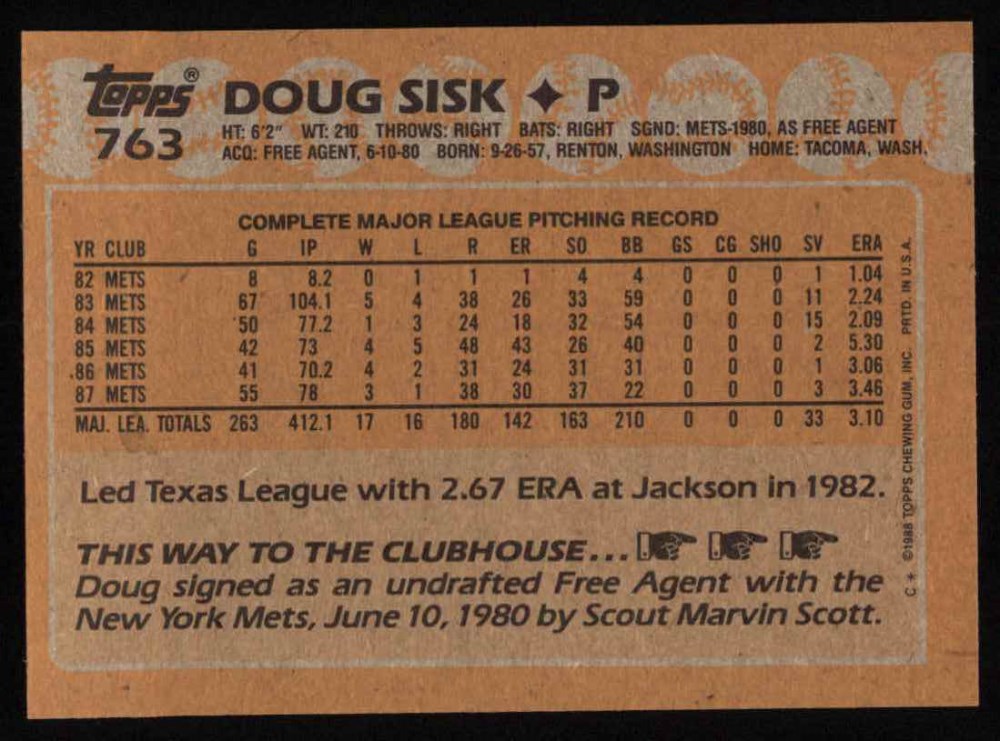 topps® DOUG SISK ✦ P
763 HT: 6'2" WT: 210 THROWS: RIGHT BATS: RIGHT SGND: METS-1980, AS FREE AGENT
ACQ: FREE AGENT, 6-10-80 BORN: 9-26-57, RENTON, WASHINGTON HOME: TACOMA, WASH.
COMPLETE MAJOR LEAGUE PITCHING RECORD
YR CLUB G IP W L R ER SO BB GS CG SHO SV ERA
82 METS 8 8.2 0 1 1 1 4 4 0 0 0 1 1.04
83 METS 67 104.1 5 4 38 26 33 59 0 0 0 11 2.24
84 METS 50 77.2 1 3 24 18 32 54 0 0 0 15 2.09
85 METS 42 73 4 5 48 43 26 40 0 0 0 2 5.30
86 METS 41 70.2 4 2 31 24 31 31 0 0 0 1 3.06
87 METS 55 78 3 1 38 30 37 22 0 0 0 3 3.46
MAJ. LEA. TOTALS 263 412.1 17 16 180 142 163 210 0 0 0 33 3.10
Led Texas League with 2.67 ERA at Jackson in 1982.
THIS WAY TO THE CLUBHOUSE...
Doug signed as an undrafted Free Agent with the
New York Mets, June 10, 1980 by Scout Marvin Scott.
C* ©1988 TOPPS CHEWING GUM, INC. PRTD. IN U.S.A.